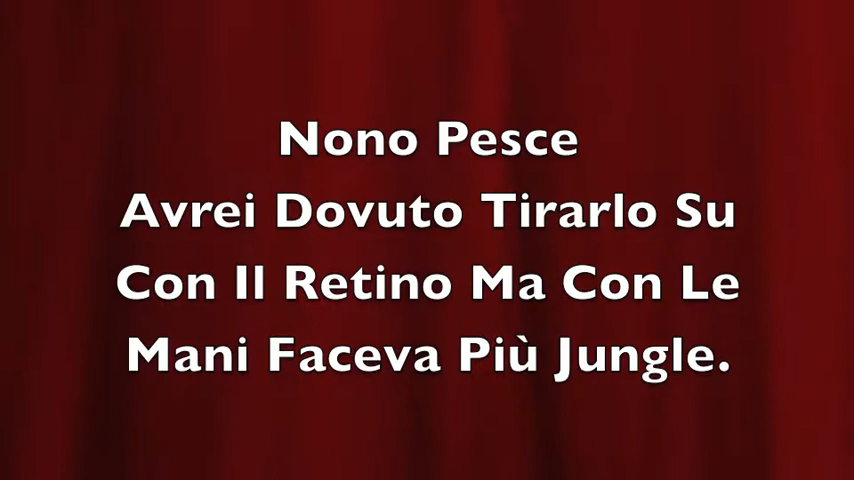 Nono Pesce
Avrei Dovuto Tirarlo Su
Con Il Retino Ma Con Le
Mani Faceva Più Jungle.